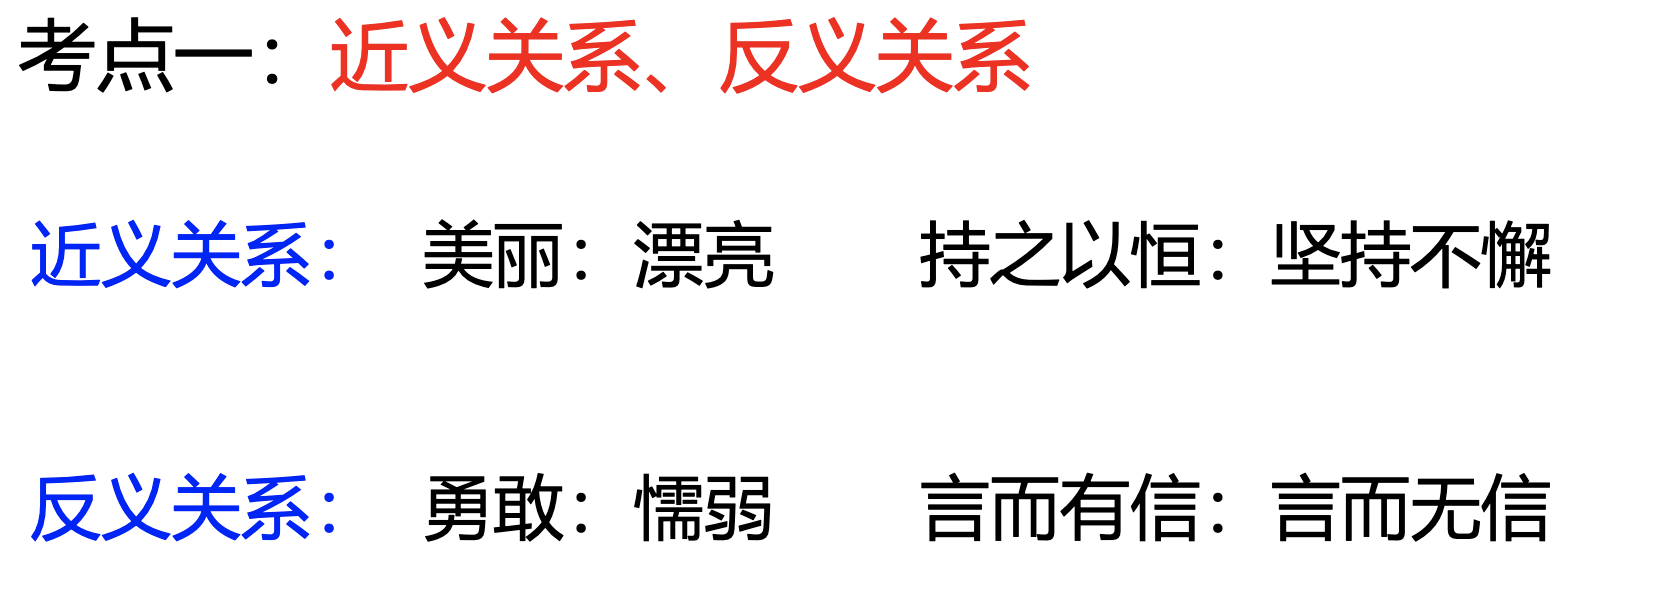 考点一：近义关系、反义关系
近义关系： 美丽：漂亮 持之以恒：坚持不懈
反义关系： 勇敢：懦弱 言而有信：言而无信